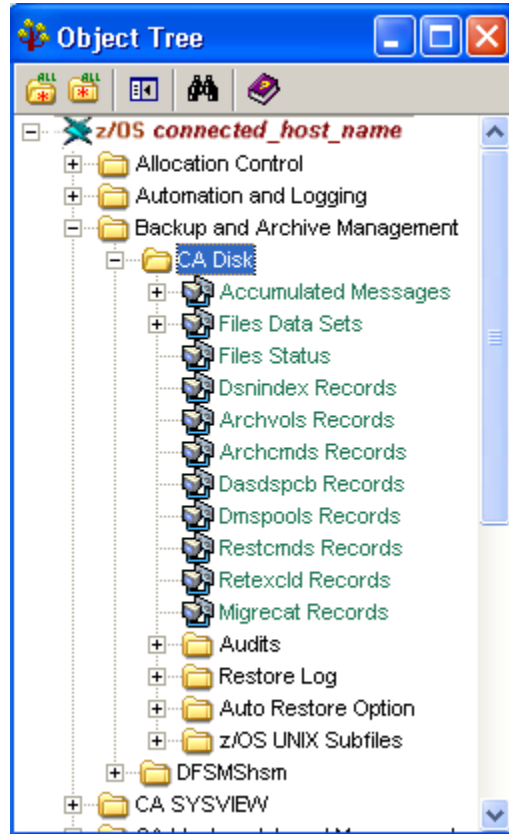 Object Tree
ALL ALL
z/OS connected_host_name
Allocation Control
Automation and Logging
Backup and Archive Management
CA Disk
Accumulated Messages
Files Data Sets
Files Status
Dsnindex Records
Archvols Records
Archcmds Records
Dasdspcb Records
Dmspools Records
Restcmds Records
Retexcld Records
Migrecat Records
Audits
Restore Log
Auto Restore Option
z/OS UNIX Subfiles
DFSMShsm
CA SYSVIEW